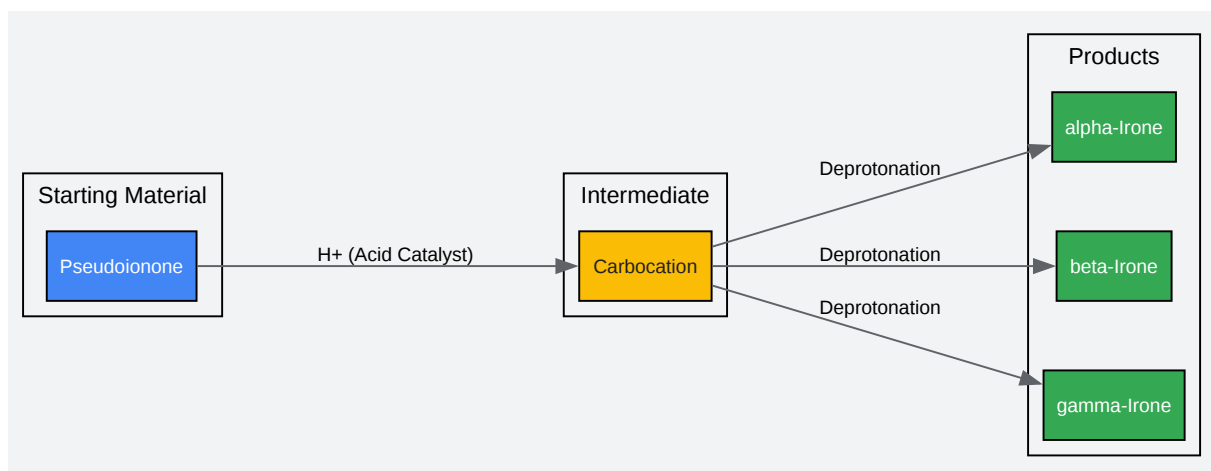 Starting Material
Pseudoionone
H+ (Acid Catalyst)
Intermediate
Carbocation
Deprotonation
Deprotonation
Deprotonation
Products
alpha-Irone
beta-Irone
gamma-Irone